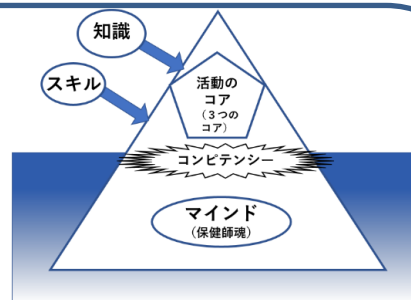 知識
スキル
活動の
コア
（３つの
コア）
コンピテンシー
マインド
（保健師魂）